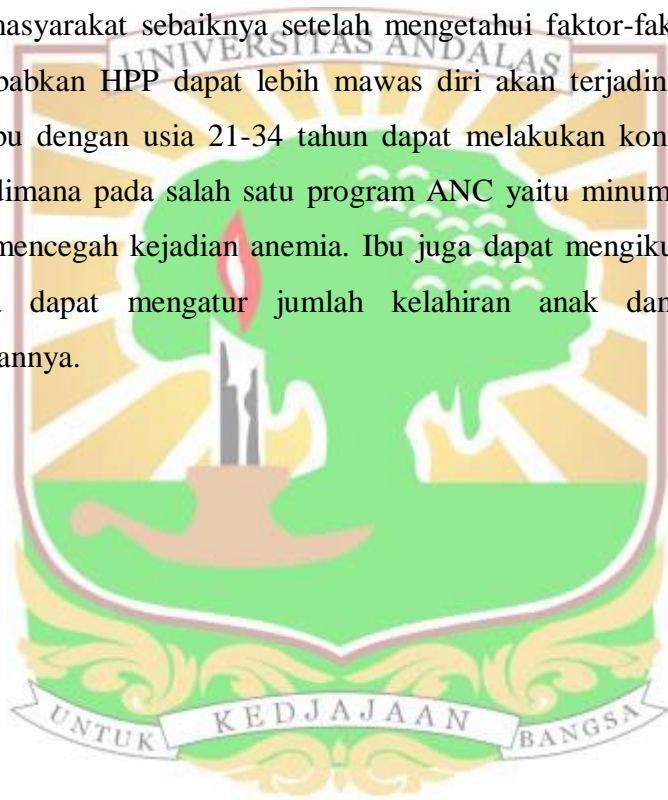 masyarakat sebaiknya setelah mengetahui faktor-fak
babkan HPP dapat lebih mawas diri akan terjadin
bu dengan usia 21-34 tahun dapat melakukan kon
dimana pada salah satu program ANC yaitu minum
mencegah kejadian anemia. Ibu juga dapat mengiku
dapat mengatur jumlah kelahiran anak dan
annya.
UNIVERSITAS ANDALAS
UNTUK KEDJAJAAN BANGSA